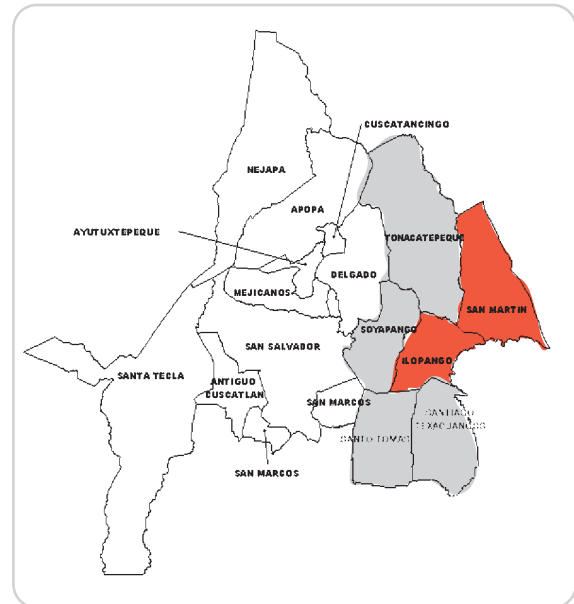 CUSCATANCINGO
NEJAPA
APOPA
AYUTUXTEPEQUE
TONACATEPEQUE
DELGADO
MEJICANOS
SAN MARTIN
SOYAPANGO
SAN SALVADOR
ILOPANGO
SANTA TECLA
ANTIGUO
CUSCATLAN
SAN MARCOS
SANTIAGO
TEXACUANGOS
SANTO TOMAS
SAN MARCOS